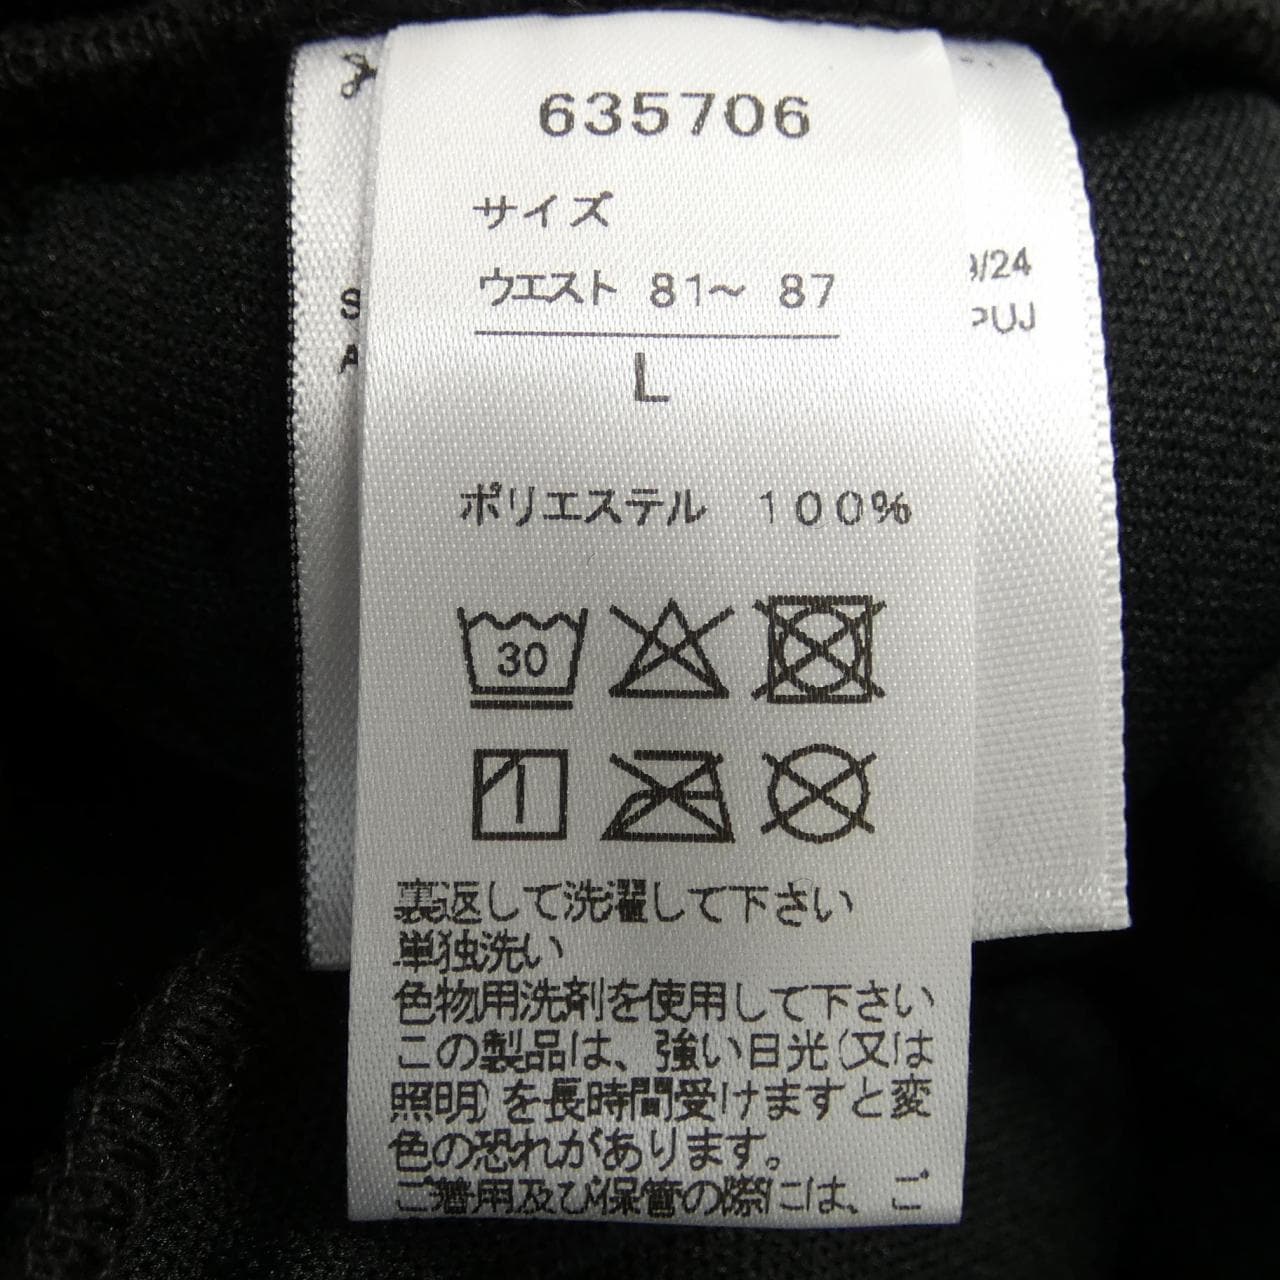 635706
サイズ
ウエスト 81～ 87
L
ポリエステル 100%
30
裏返して洗濯して下さい
単独洗い
色物用洗剤を使用して下さい
この製品は、強い日光(又は
照明)を長時間受けますと変
色の恐れがあります。
ご着用及び保管の際には、ご
/24
PUJ
S
A